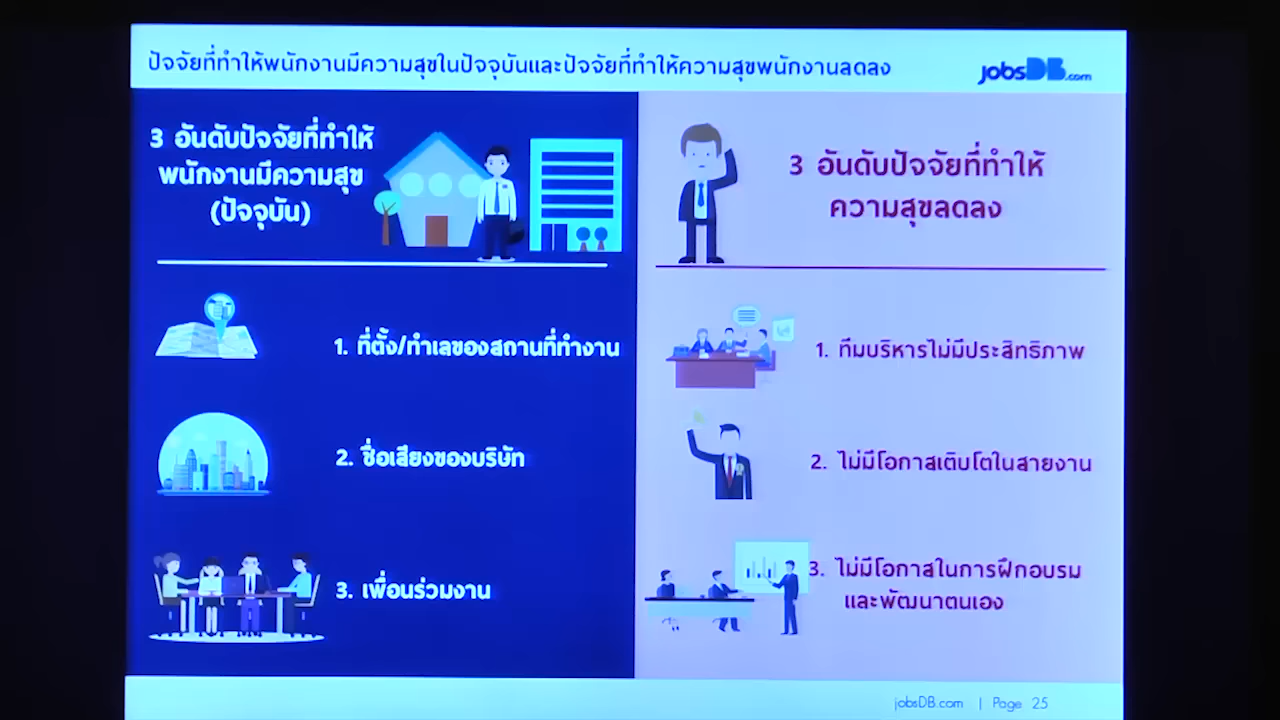 ปัจจัยที่ทำให้พนักงานมีความสุขในปัจจุบันและปัจจัยที่ทำให้ความสุขพนักงานลดลง
jobsDB.com
3 อันดับปัจจัยที่ทำให้
พนักงานมีความสุข
(ปัจจุบัน)
1. ที่ตั้ง/ทำเลของสถานที่ทำงาน
2. ชื่อเสียงของบริษัท
3. เพื่อนร่วมงาน
3 อันดับปัจจัยที่ทำให้
ความสุขลดลง
1. ทีมบริหารไม่มีประสิทธิภาพ
2. ไม่มีโอกาสเติบโตในสายงาน
3. ไม่มีโอกาสในการฝึกอบรม
และพัฒนาตนเอง
jobsDB.com | Page 25